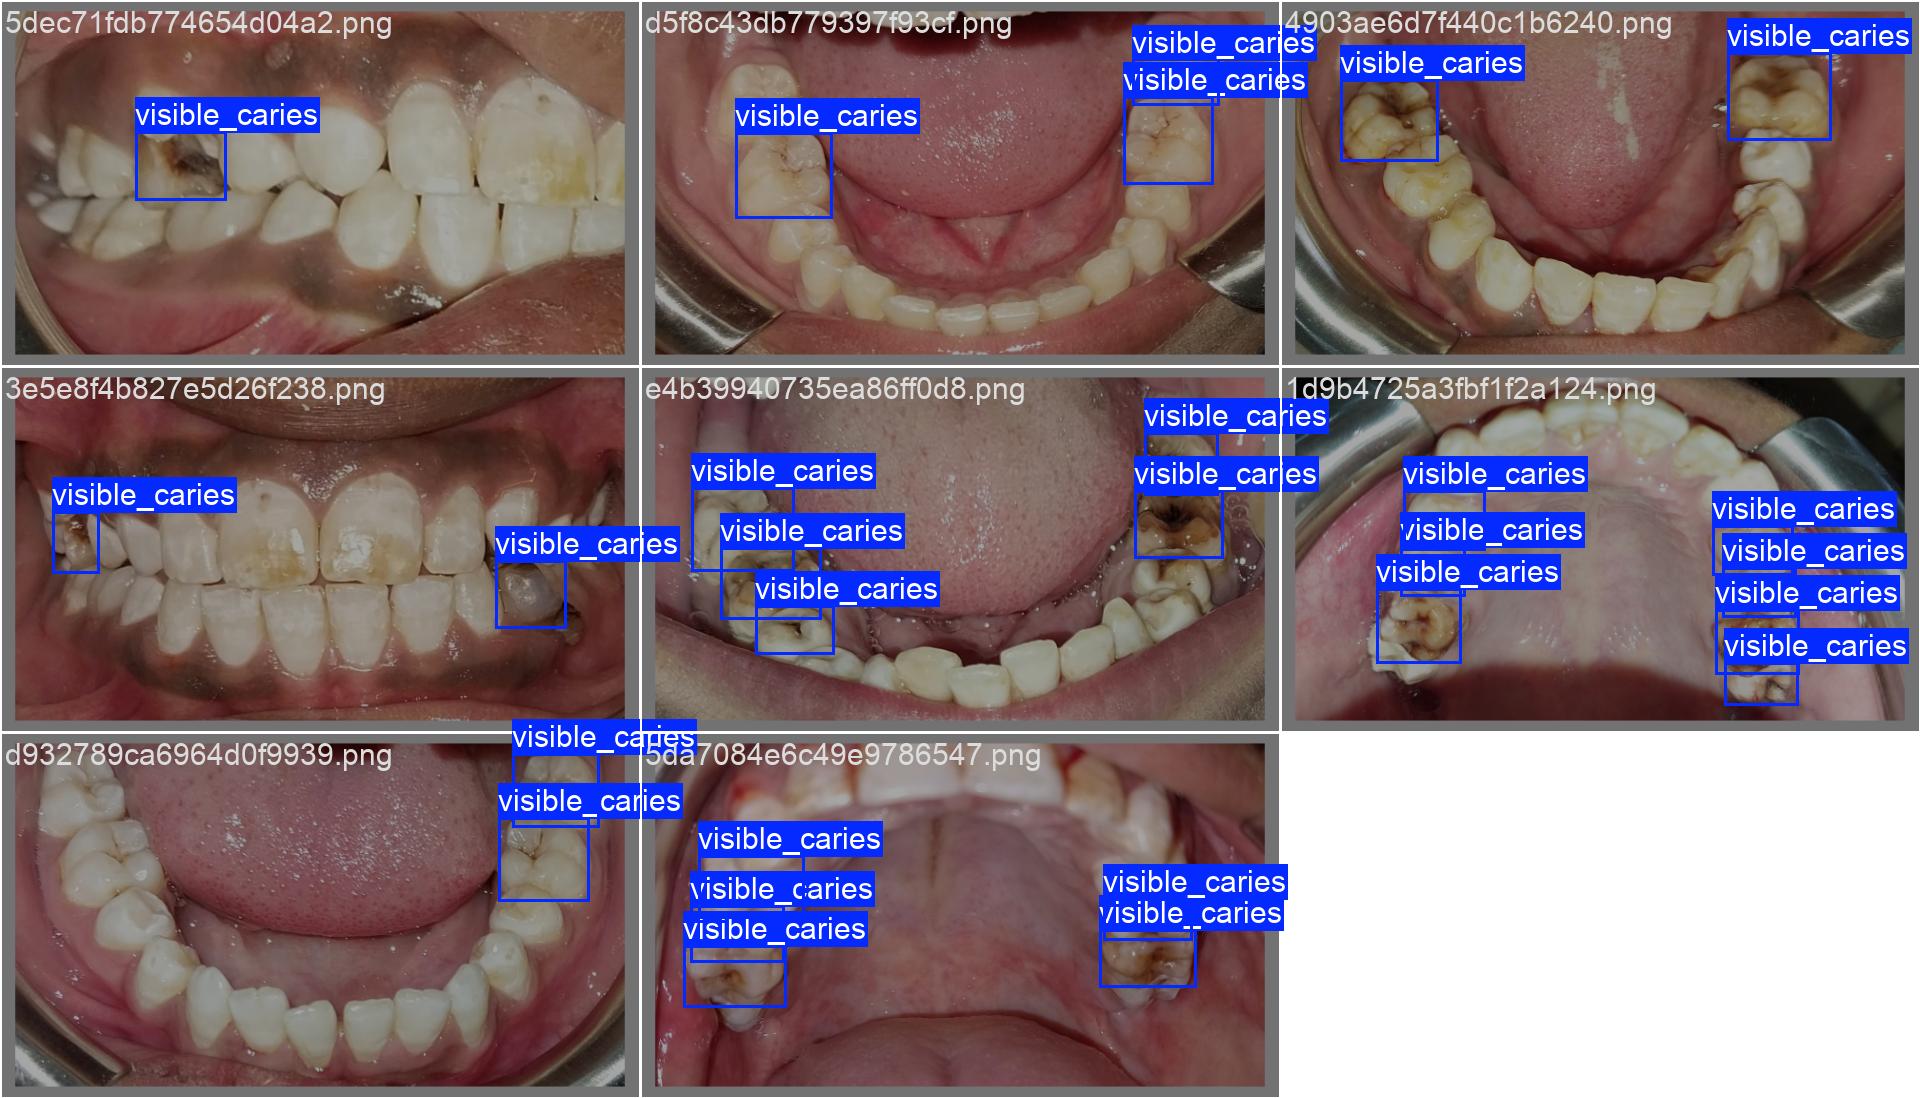 5dec71fdb774654d04a2.png
visible_caries
d5f8c43db779397f93cf.png
visible_caries
visible_caries
visible_caries
4903ae6d7f440c1b6240.png
visible_caries
visible_caries
3e5e8f4b827e5d26f238.png
visible_caries
visible_caries
e4b39940735ea86ff0d8.png
visible_caries
visible_caries
visible_caries
visible_caries
visible_caries
1d9b4725a3fbf1f2a124.png
visible_caries
visible_caries
visible_caries
visible_caries
visible_caries
visible_caries
visible_caries
d932789ca6964d0f9939.png
visible_caries
visible_caries
5da7084e6c49e9786547.png
visible_caries
visible_caries
visible_caries
visible_caries
visible_caries